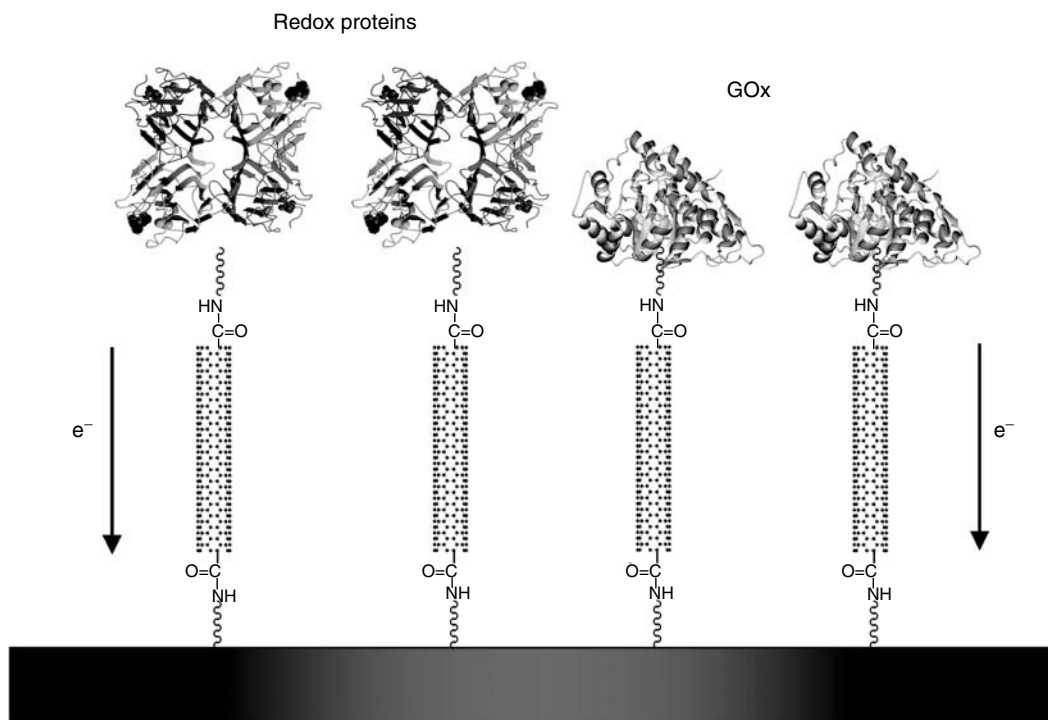 Redox proteins
GOx
HN
C=O
HN
C=O
HN
C=O
HN
C=O
e⁻
e⁻
O=C
NH
O=C
NH
O=C
NH
O=C
NH